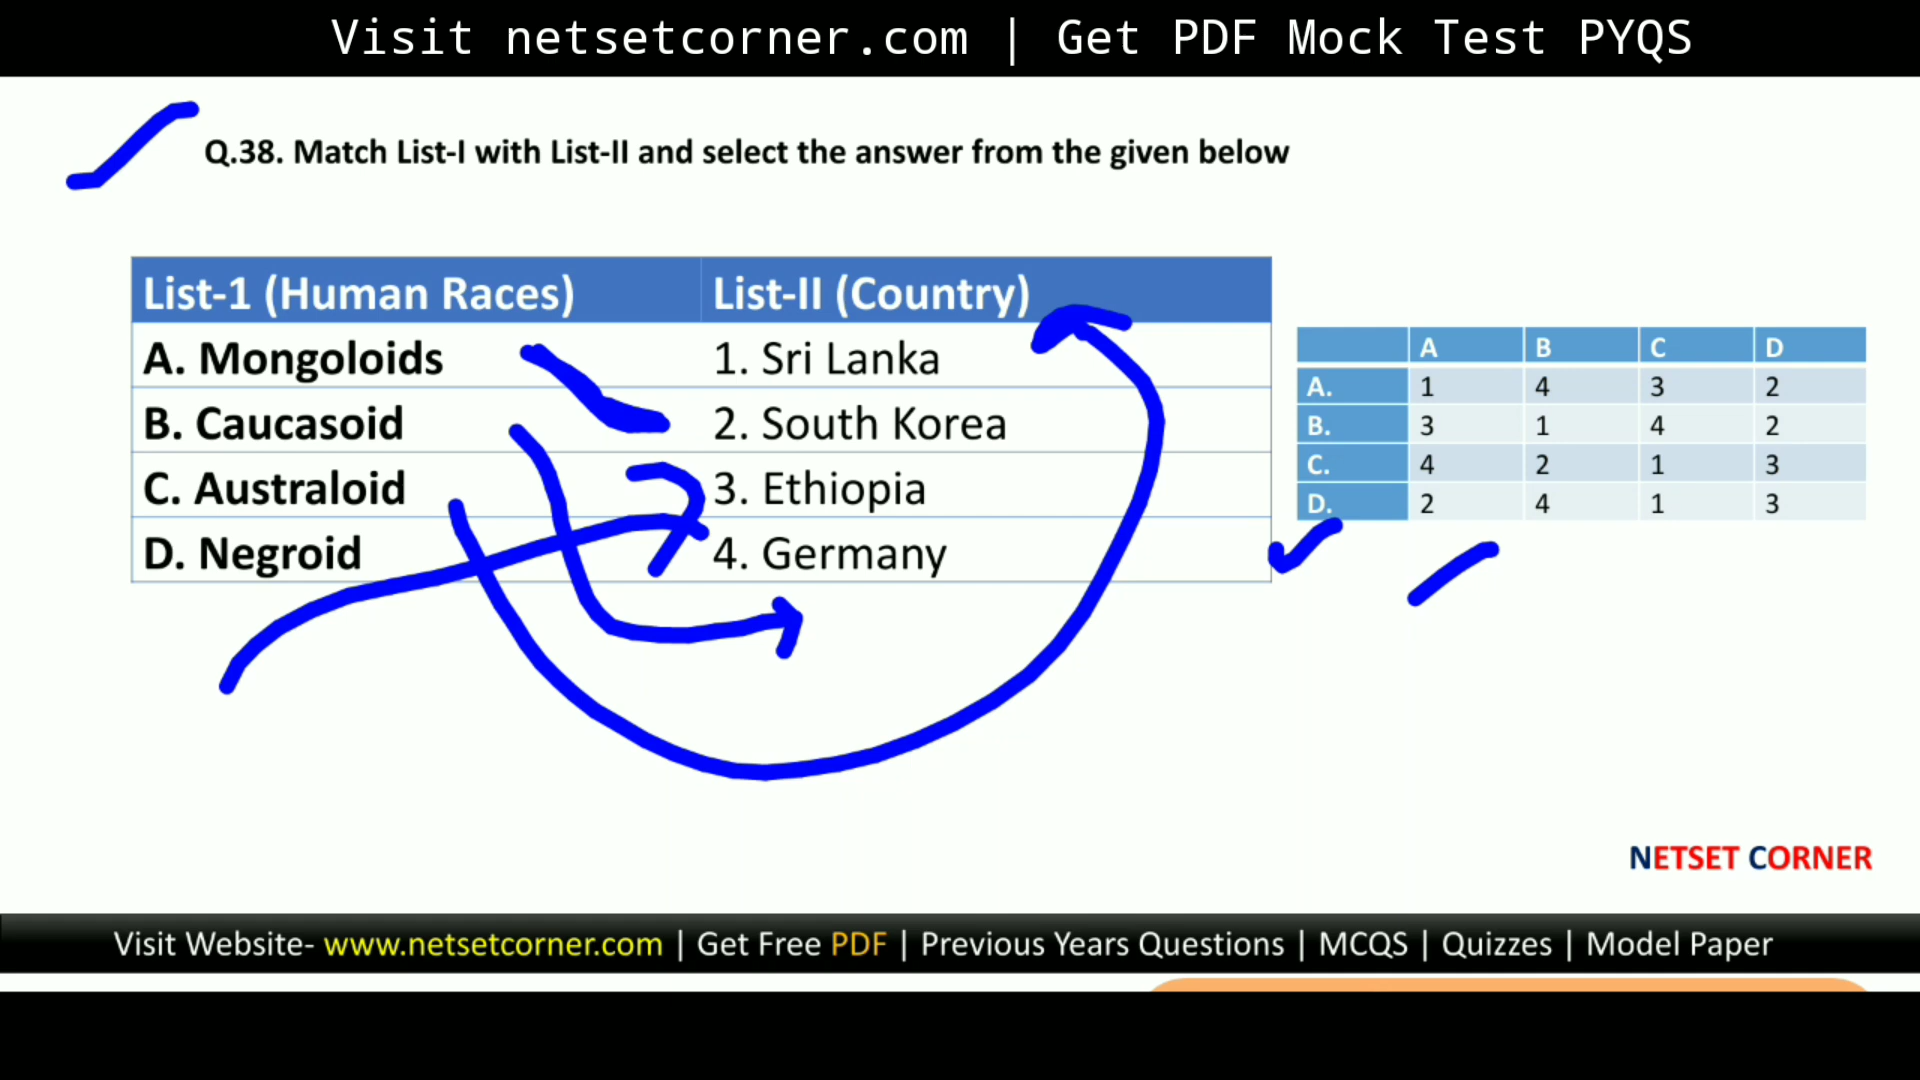 Visit netsetcorner.com | Get PDF Mock Test PYQS
Q.38. Match List-I with List-II and select the answer from the given below
List-1 (Human Races) List-II (Country)
A. Mongoloids 1. Sri Lanka
B. Caucasoid 2. South Korea
C. Australoid 3. Ethiopia
D. Negroid 4. Germany
A B C D
A. 1 4 3 2
B. 3 1 4 2
C. 4 2 1 3
D. 2 4 1 3
NETSET CORNER
Visit Website- www.netsetcorner.com | Get Free PDF | Previous Years Questions | MCQS | Quizzes | Model Paper